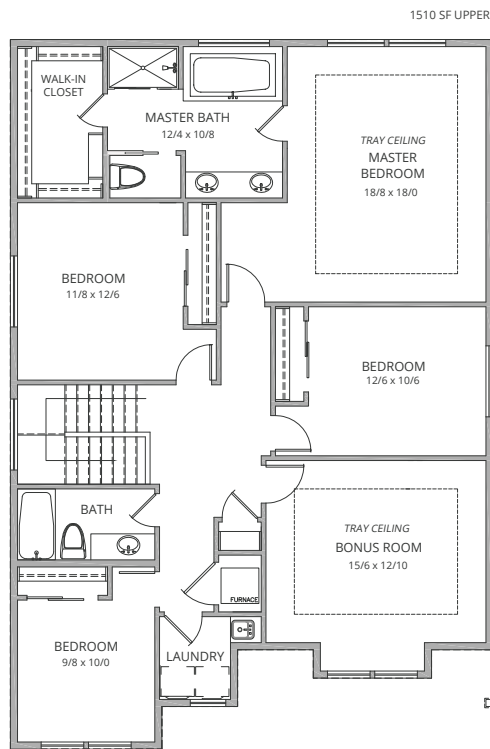 1510 SF UPPER
WALK-IN
CLOSET
MASTER BATH
12/4 x 10/8
TRAY CEILING
MASTER
BEDROOM
18/8 x 18/0
BEDROOM
11/8 x 12/6
BEDROOM
12/6 x 10/6
BATH
TRAY CEILING
BONUS ROOM
15/6 x 12/10
FURNACE
BEDROOM
9/8 x 10/0
LAUNDRY